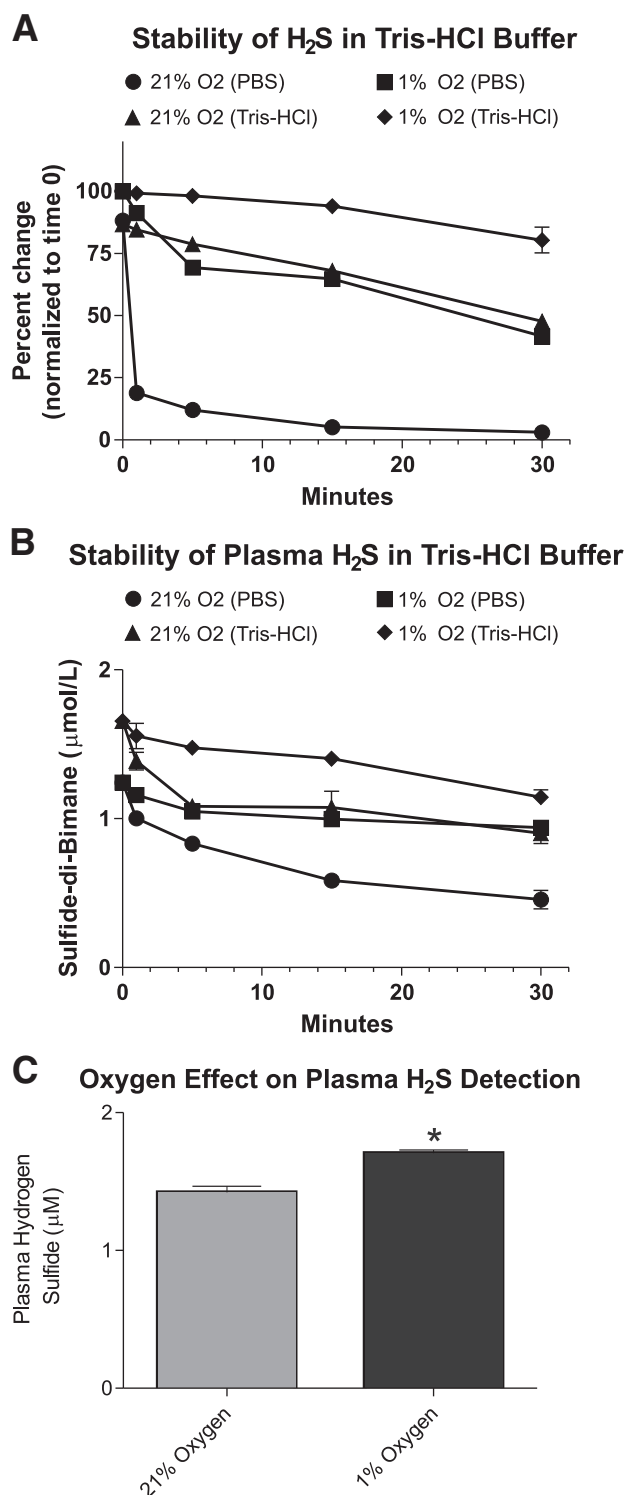 A
Stability of H₂S in Tris-HCl Buffer
21% O2 (PBS)
1% O2 (PBS)
21% O2 (Tris-HCl)
1% O2 (Tris-HCl)
Percent change
(normalized to time 0)
100
75
50
25
0
0 10 20 30
Minutes
B
Stability of Plasma H₂S in Tris-HCl Buffer
21% O2 (PBS)
1% O2 (PBS)
21% O2 (Tris-HCl)
1% O2 (Tris-HCl)
Sulfide-di-Bimane (μmol/L)
2
1
0
0 10 20 30
Minutes
C
Oxygen Effect on Plasma H₂S Detection
Plasma Hydrogen
Sulfide (μM)
2
1
0
*
21% Oxygen
1% Oxygen